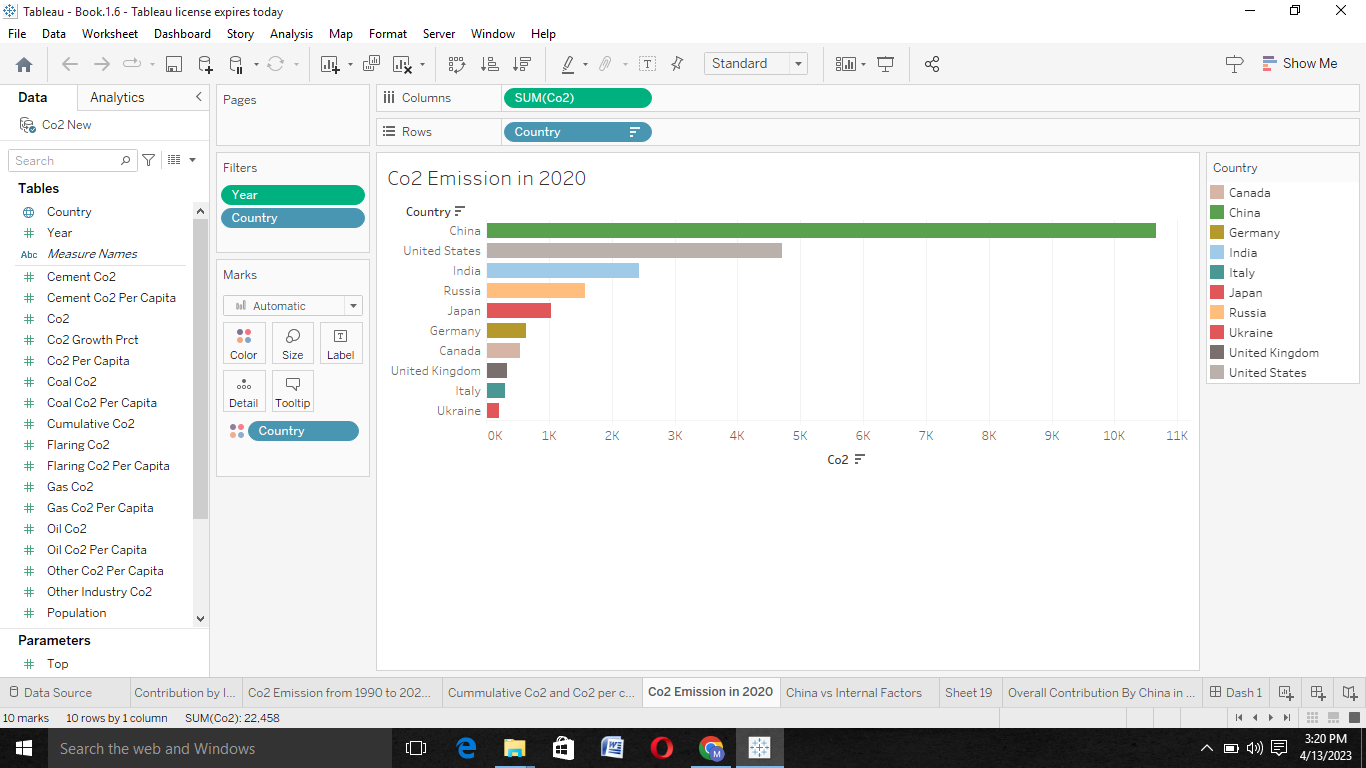 Tableau - Book.1.6 - Tableau license expires today
File Data Worksheet Dashboard Story Analysis Map Format Server Window Help
Standard
Show Me
Data Analytics
Co2 New
Search
Tables
Country
Year
Abc Measure Names
Cement Co2
Cement Co2 Per Capita
Co2
Co2 Growth Prct
Co2 Per Capita
Coal Co2
Coal Co2 Per Capita
Cumulative Co2
Flaring Co2
Flaring Co2 Per Capita
Gas Co2
Gas Co2 Per Capita
Oil Co2
Oil Co2 Per Capita
Other Co2 Per Capita
Other Industry Co2
Population
Parameters
Top
Pages
Filters
Year
Country
Marks
Automatic
Color Size Label
Detail Tooltip
Country
Columns SUM(Co2)
Rows Country
Co2 Emission in 2020
Country
China
United States
India
Russia
Japan
Germany
Canada
United Kingdom
Italy
Ukraine
0K 1K 2K 3K 4K 5K 6K 7K 8K 9K 10K 11K
Co2
Country
Canada
China
Germany
India
Italy
Japan
Russia
Ukraine
United Kingdom
United States
Data Source Contribution by I... Co2 Emission from 1990 to 202... Cummulative Co2 and Co2 per c... Co2 Emission in 2020 China vs Internal Factors Sheet 19 Overall Contribution By China in ... Dash 1
10 marks 10 rows by 1 column SUM(Co2): 22,458
Search the web and Windows
W
M
3:20 PM
4/13/2023